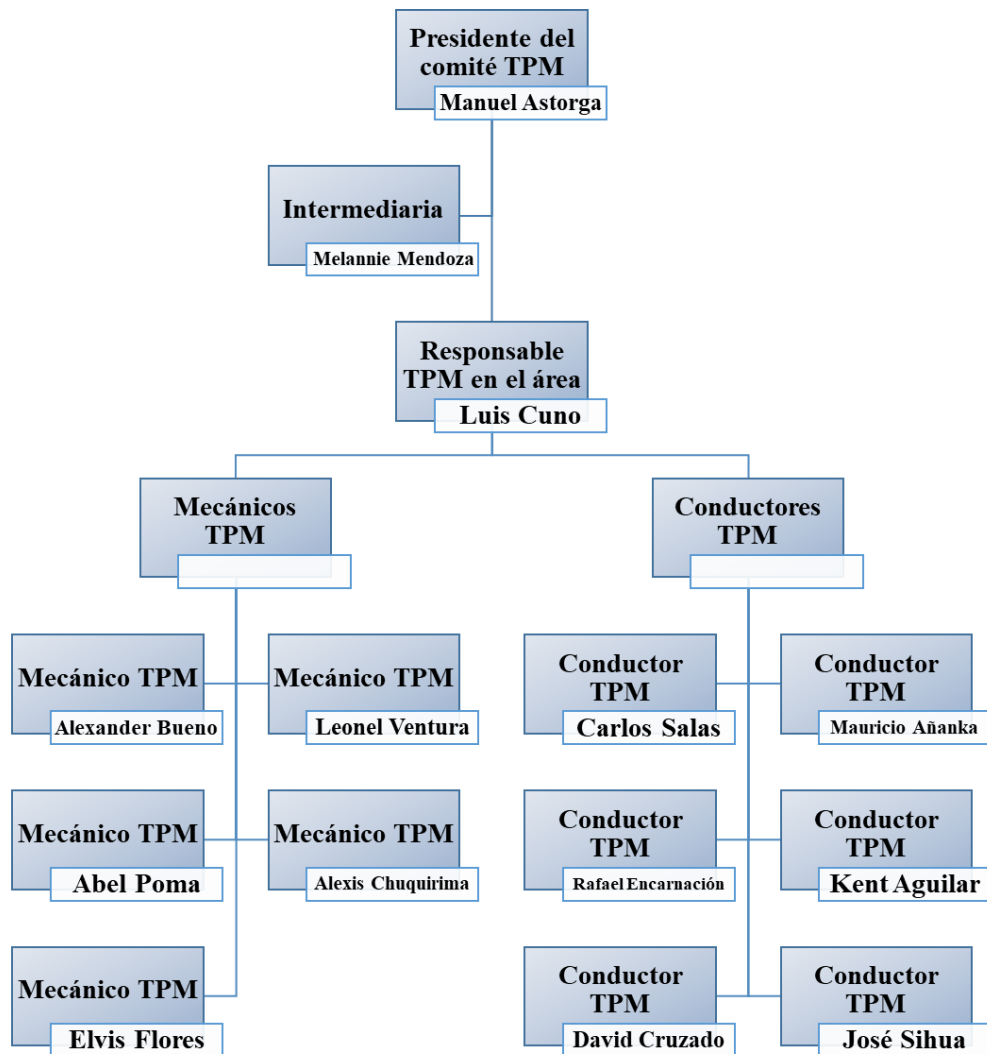 Presidente del
comité TPM
Manuel Astorga
Intermediaria
Melannie Mendoza
Responsable
TPM en el área
Luis Cuno
Mecánicos
TPM
Conductores
TPM
Mecánico TPM
Alexander Bueno
Mecánico TPM
Leonel Ventura
Conductor
TPM
Carlos Salas
Conductor
TPM
Mauricio Añanka
Mecánico TPM
Abel Poma
Mecánico TPM
Alexis Chuquirima
Conductor
TPM
Rafael Encarnación
Conductor
TPM
Kent Aguilar
Mecánico TPM
Elvis Flores
Conductor
TPM
David Cruzado
Conductor
TPM
José Sihua